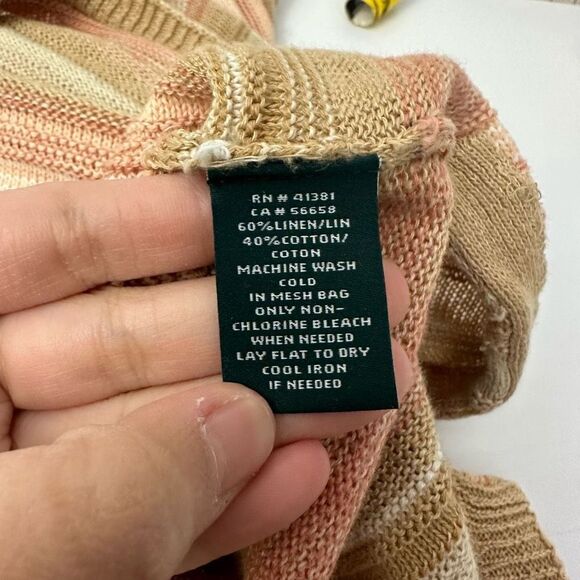 RN # 41381
CA # 56658
60%LINEN/LIN
40%COTTON/
COTON
MACHINE WASH
COLD
IN MESH BAG
ONLY NON-
CHLORINE BLEACH
WHEN NEEDED
LAY FLAT TO DRY
COOL IRON
IF NEEDED